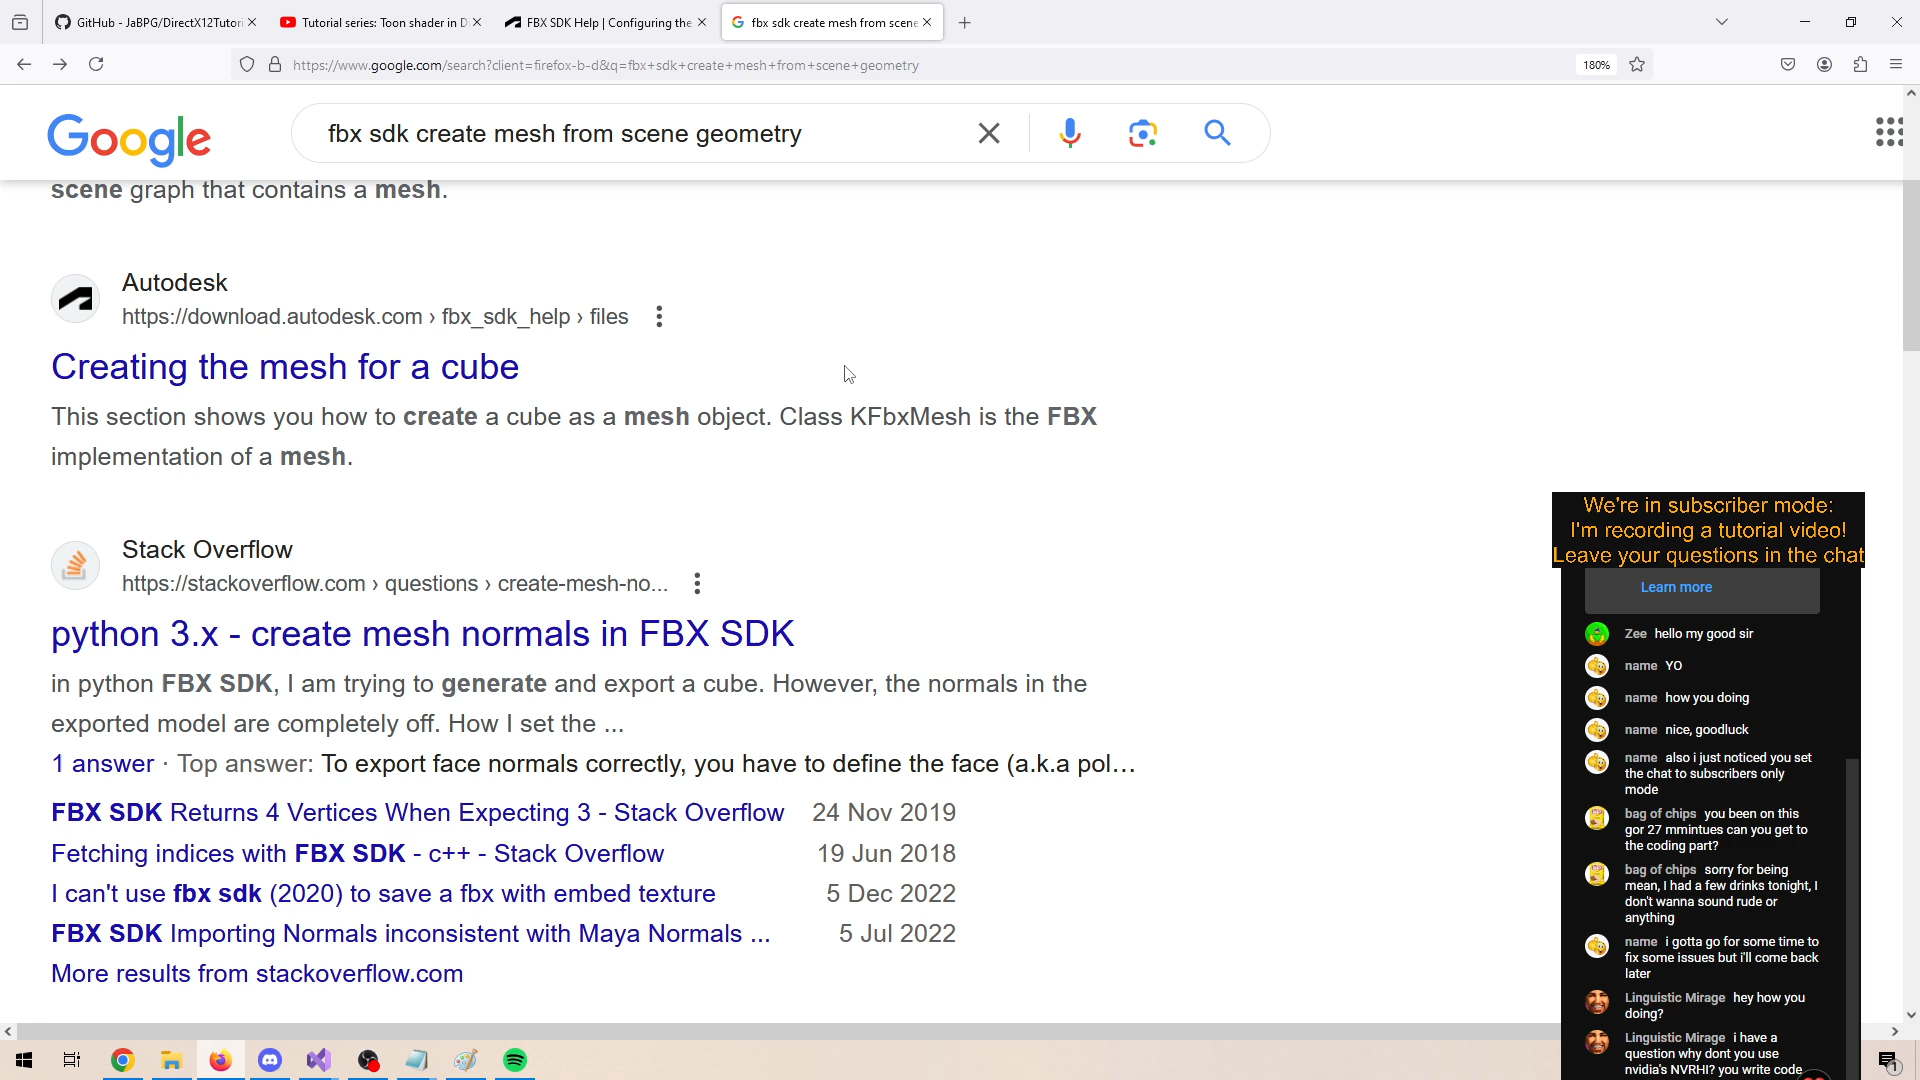 GitHub - JaBPG/DirectX12Tutori
Tutorial series: Toon shader in D
FBX SDK Help | Configuring the
fbx sdk create mesh from scene
https://www.google.com/search?client=firefox-b-d&q=fbx+sdk+create+mesh+from+scene+geometry
180%
Google
fbx sdk create mesh from scene geometry
scene graph that contains a mesh.
Autodesk
https://download.autodesk.com › fbx_sdk_help › files
Creating the mesh for a cube
This section shows you how to create a cube as a mesh object. Class KFbxMesh is the FBX
implementation of a mesh.
Stack Overflow
https://stackoverflow.com › questions › create-mesh-no...
python 3.x - create mesh normals in FBX SDK
in python FBX SDK, I am trying to generate and export a cube. However, the normals in the
exported model are completely off. How I set the ...
1 answer · Top answer: To export face normals correctly, you have to define the face (a.k.a pol...
FBX SDK Returns 4 Vertices When Expecting 3 - Stack Overflow 24 Nov 2019
Fetching indices with FBX SDK - c++ - Stack Overflow 19 Jun 2018
I can't use fbx sdk (2020) to save a fbx with embed texture 5 Dec 2022
FBX SDK Importing Normals inconsistent with Maya Normals ... 5 Jul 2022
More results from stackoverflow.com
We're in subscriber mode:
I'm recording a tutorial video!
Leave your questions in the chat
Learn more
Zee hello my good sir
name YO
name how you doing
name nice, goodluck
name also i just noticed you set
the chat to subscribers only
mode
bag of chips you been on this
gor 27 mmintues can you get to
the coding part?
bag of chips sorry for being
mean, I had a few drinks tonight, I
don't wanna sound rude or
anything
name i gotta go for some time to
fix some issues but i'll come back
later
Linguistic Mirage hey how you
doing?
Linguistic Mirage i have a
question why dont you use
nvidia's NVRHI? you write code
1